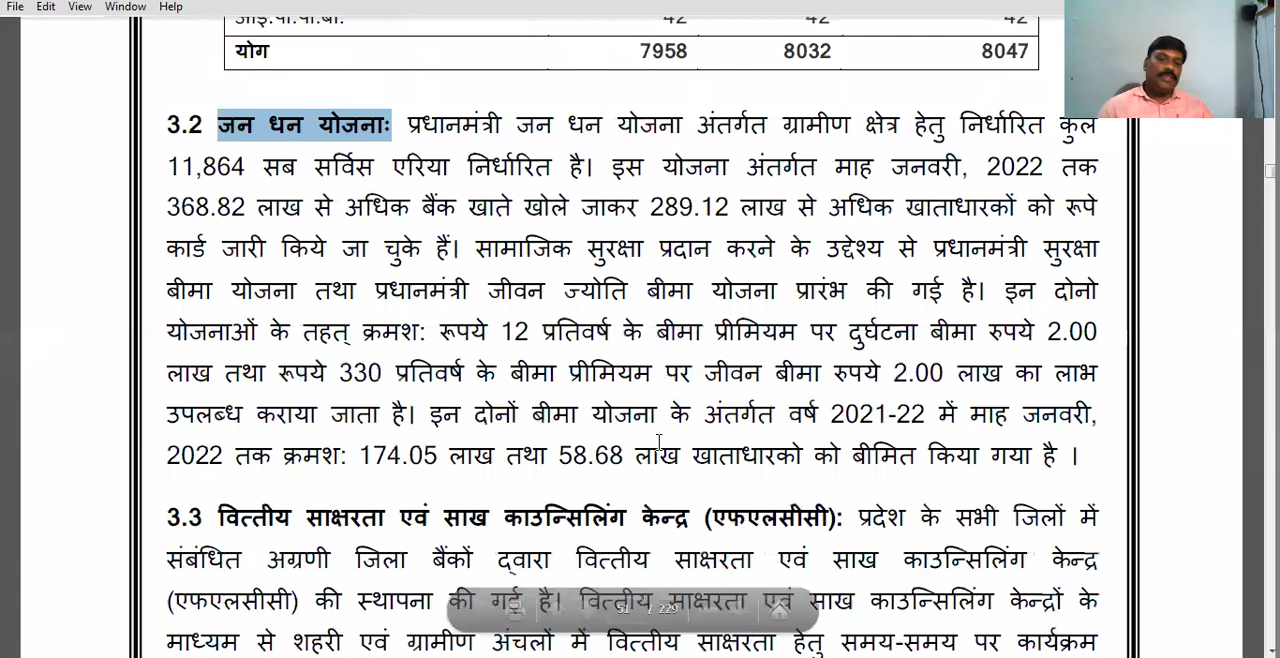 File Edit View Window Help
आई.पी.पी.बी. 42 42 42
योग 7958 8032 8047
3.2 जन धन योजनाः प्रधानमंत्री जन धन योजना अंतर्गत ग्रामीण क्षेत्र हेतु निर्धारित कुल
11,864 सब सर्विस एरिया निर्धारित है। इस योजना अंतर्गत माह जनवरी, 2022 तक
368.82 लाख से अधिक बैंक खाते खोले जाकर 289.12 लाख से अधिक खाताधारकों को रूपे
कार्ड जारी किये जा चुके हैं। सामाजिक सुरक्षा प्रदान करने के उद्देश्य से प्रधानमंत्री सुरक्षा
बीमा योजना तथा प्रधानमंत्री जीवन ज्योति बीमा योजना प्रारंभ की गई है। इन दोनो
योजनाओं के तहत् क्रमश: रूपये 12 प्रतिवर्ष के बीमा प्रीमियम पर दुर्घटना बीमा रुपये 2.00
लाख तथा रूपये 330 प्रतिवर्ष के बीमा प्रीमियम पर जीवन बीमा रुपये 2.00 लाख का लाभ
उपलब्ध कराया जाता है। इन दोनों बीमा योजना के अंतर्गत वर्ष 2021-22 में माह जनवरी,
2022 तक क्रमश: 174.05 लाख तथा 58.68 लाख खाताधारको को बीमित किया गया है ।
3.3 वित्तीय साक्षरता एवं साख काउन्सिलिंग केन्द्र (एफएलसीसी): प्रदेश के सभी जिलों में
संबंधित अग्रणी जिला बैंकों द्वारा वित्तीय साक्षरता एवं साख काउन्सिलिंग केन्द्र
(एफएलसीसी) की स्थापना की गई है। वित्तीय साक्षरता एवं साख काउन्सिलिंग केन्द्रों के
51 / 229
माध्यम से शहरी एवं ग्रामीण अंचलों में वित्तीय साक्षरता हेतु समय-समय पर कार्यक्रम